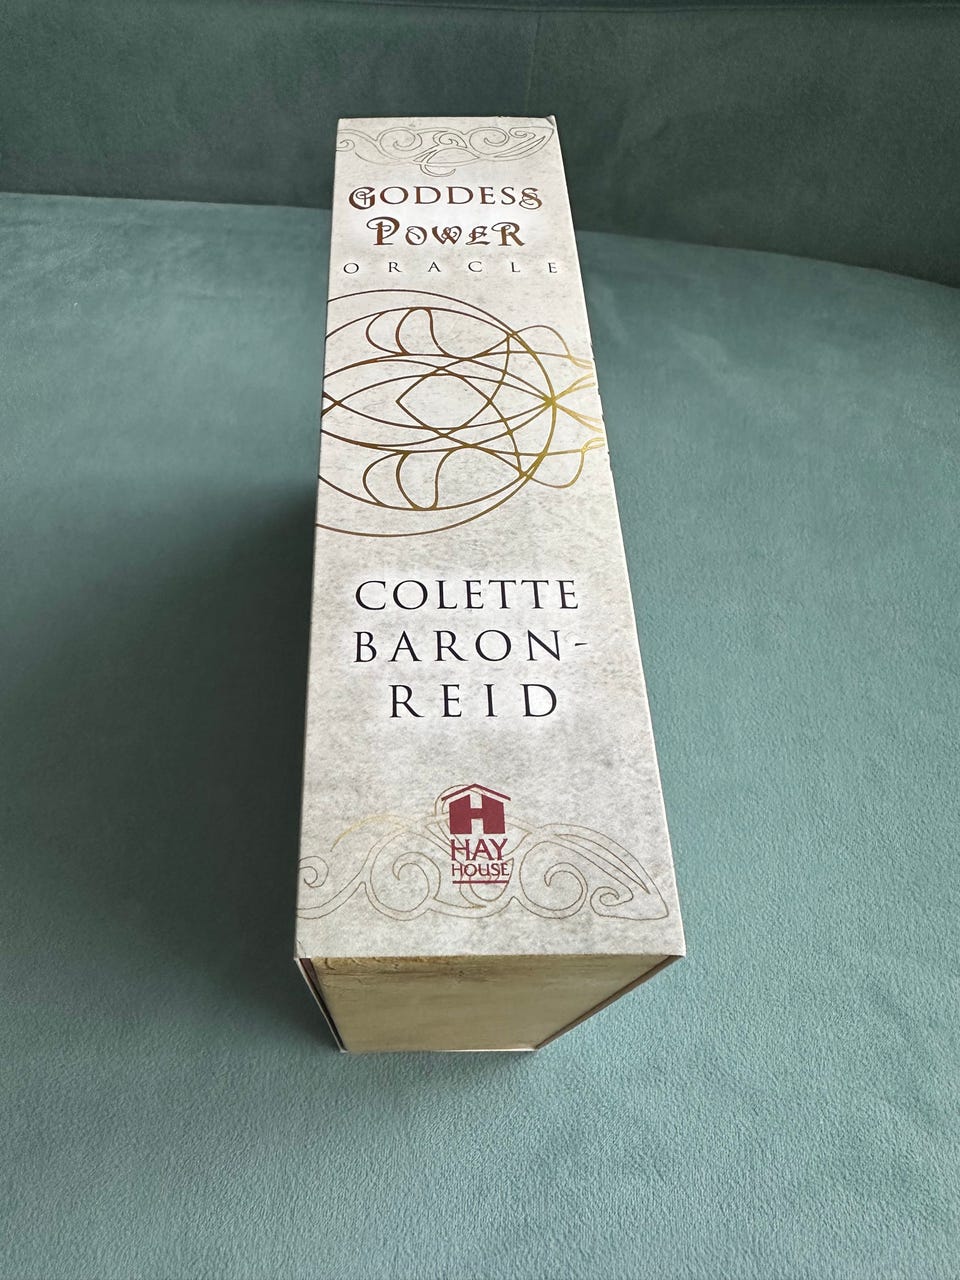 GODDESS
POWER
ORACLE
COLETTE
BARON-
REID
HAY
HOUSE